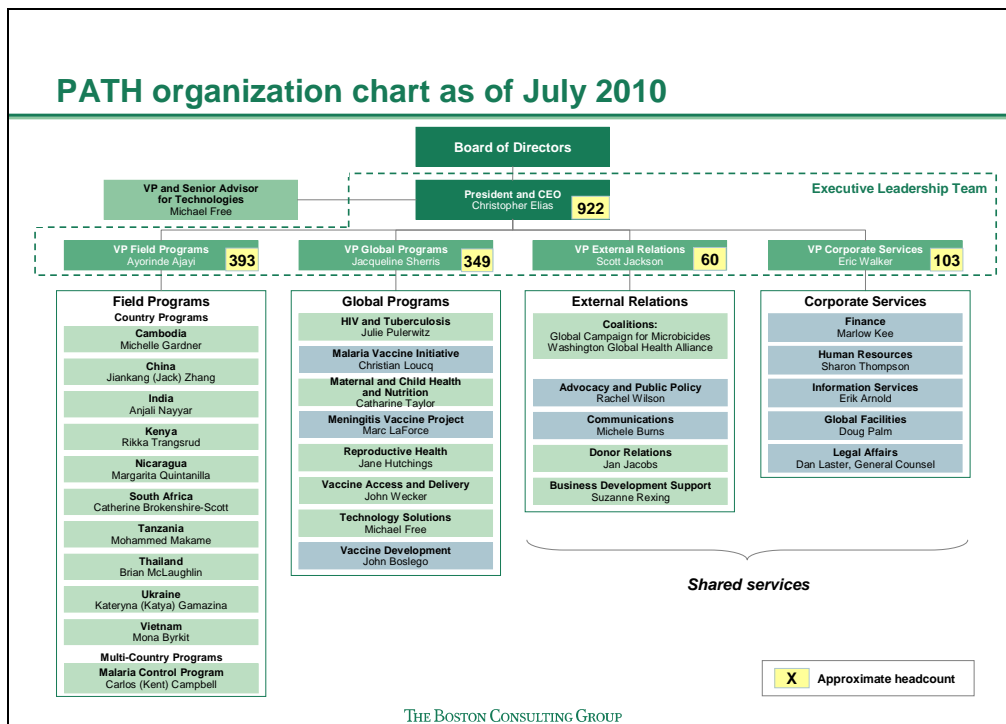 PATH organization chart as of July 2010
Board of Directors
Executive Leadership Team
VP and Senior Advisor
for Technologies
Michael Free
President and CEO
Christopher Elias
922
VP Field Programs
Ayorinde Ajayi
393
VP Global Programs
Jacqueline Sherris
349
VP External Relations
Scott Jackson
60
VP Corporate Services
Eric Walker
103
Field Programs
Country Programs
Cambodia
Michelle Gardner
China
Jiankang (Jack) Zhang
India
Anjali Nayyar
Kenya
Rikka Trangsrud
Nicaragua
Margarita Quintanilla
South Africa
Catherine Brokenshire-Scott
Tanzania
Mohammed Makame
Thailand
Brian McLaughlin
Ukraine
Kateryna (Katya) Gamazina
Vietnam
Mona Byrkit
Multi-Country Programs
Malaria Control Program
Carlos (Kent) Campbell
Global Programs
HIV and Tuberculosis
Julie Pulerwitz
Malaria Vaccine Initiative
Christian Loucq
Maternal and Child Health
and Nutrition
Catharine Taylor
Meningitis Vaccine Project
Marc LaForce
Reproductive Health
Jane Hutchings
Vaccine Access and Delivery
John Wecker
Technology Solutions
Michael Free
Vaccine Development
John Boslego
External Relations
Coalitions:
Global Campaign for Microbicides
Washington Global Health Alliance
Advocacy and Public Policy
Rachel Wilson
Communications
Michele Burns
Donor Relations
Jan Jacobs
Business Development Support
Suzanne Rexing
Corporate Services
Finance
Marlow Kee
Human Resources
Sharon Thompson
Information Services
Erik Arnold
Global Facilities
Doug Palm
Legal Affairs
Dan Laster, General Counsel
Shared services
X Approximate headcount
THE BOSTON CONSULTING GROUP